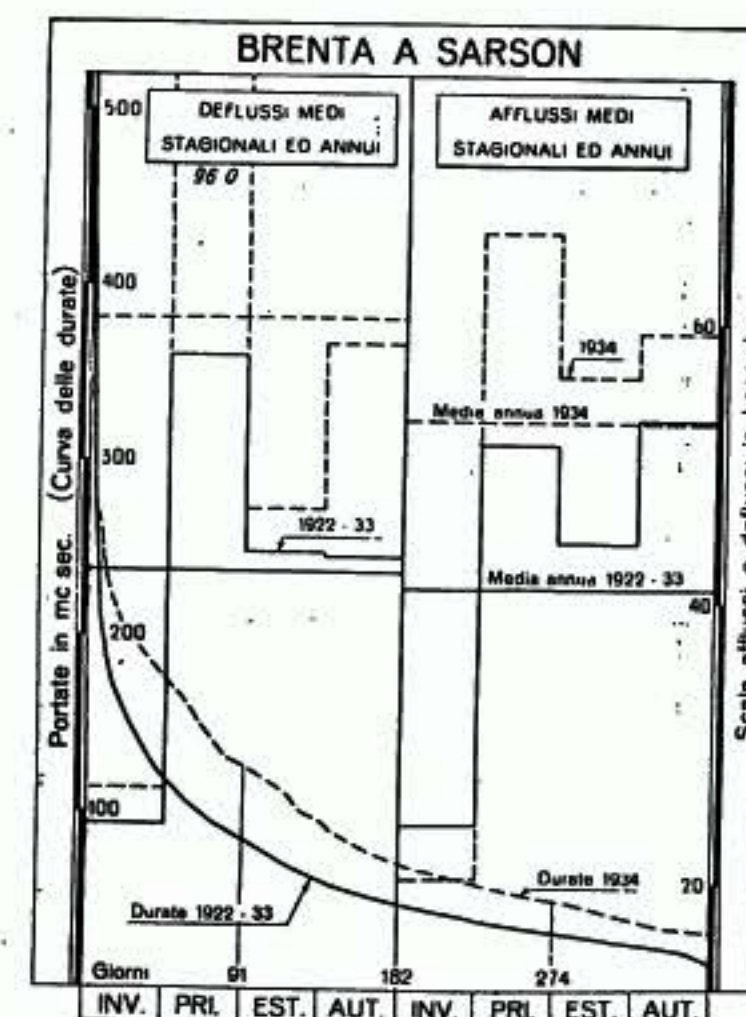 BRENTA A SARSON
DEFLUSSI MEDI
STAGIONALI ED ANNUI
AFFLUSSI MEDI
STAGIONALI ED ANNUI
96 0
500
400
300
200
100
Portate in mc sec. (Curva delle durate)
60
40
20
1934
Media annua 1934
1922 - 33
Media annua 1922 - 33
Durate 1934
Durate 1922 - 33
Giorni
91
182
274
INV. PRI. EST. AUT. INV. PRI. EST. AUT.